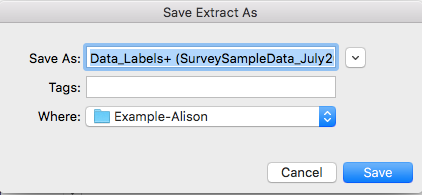 Save Extract As
Save As: Data_Labels+ (SurveySampleData_July2
Tags:
Where: Example-Alison
Cancel Save